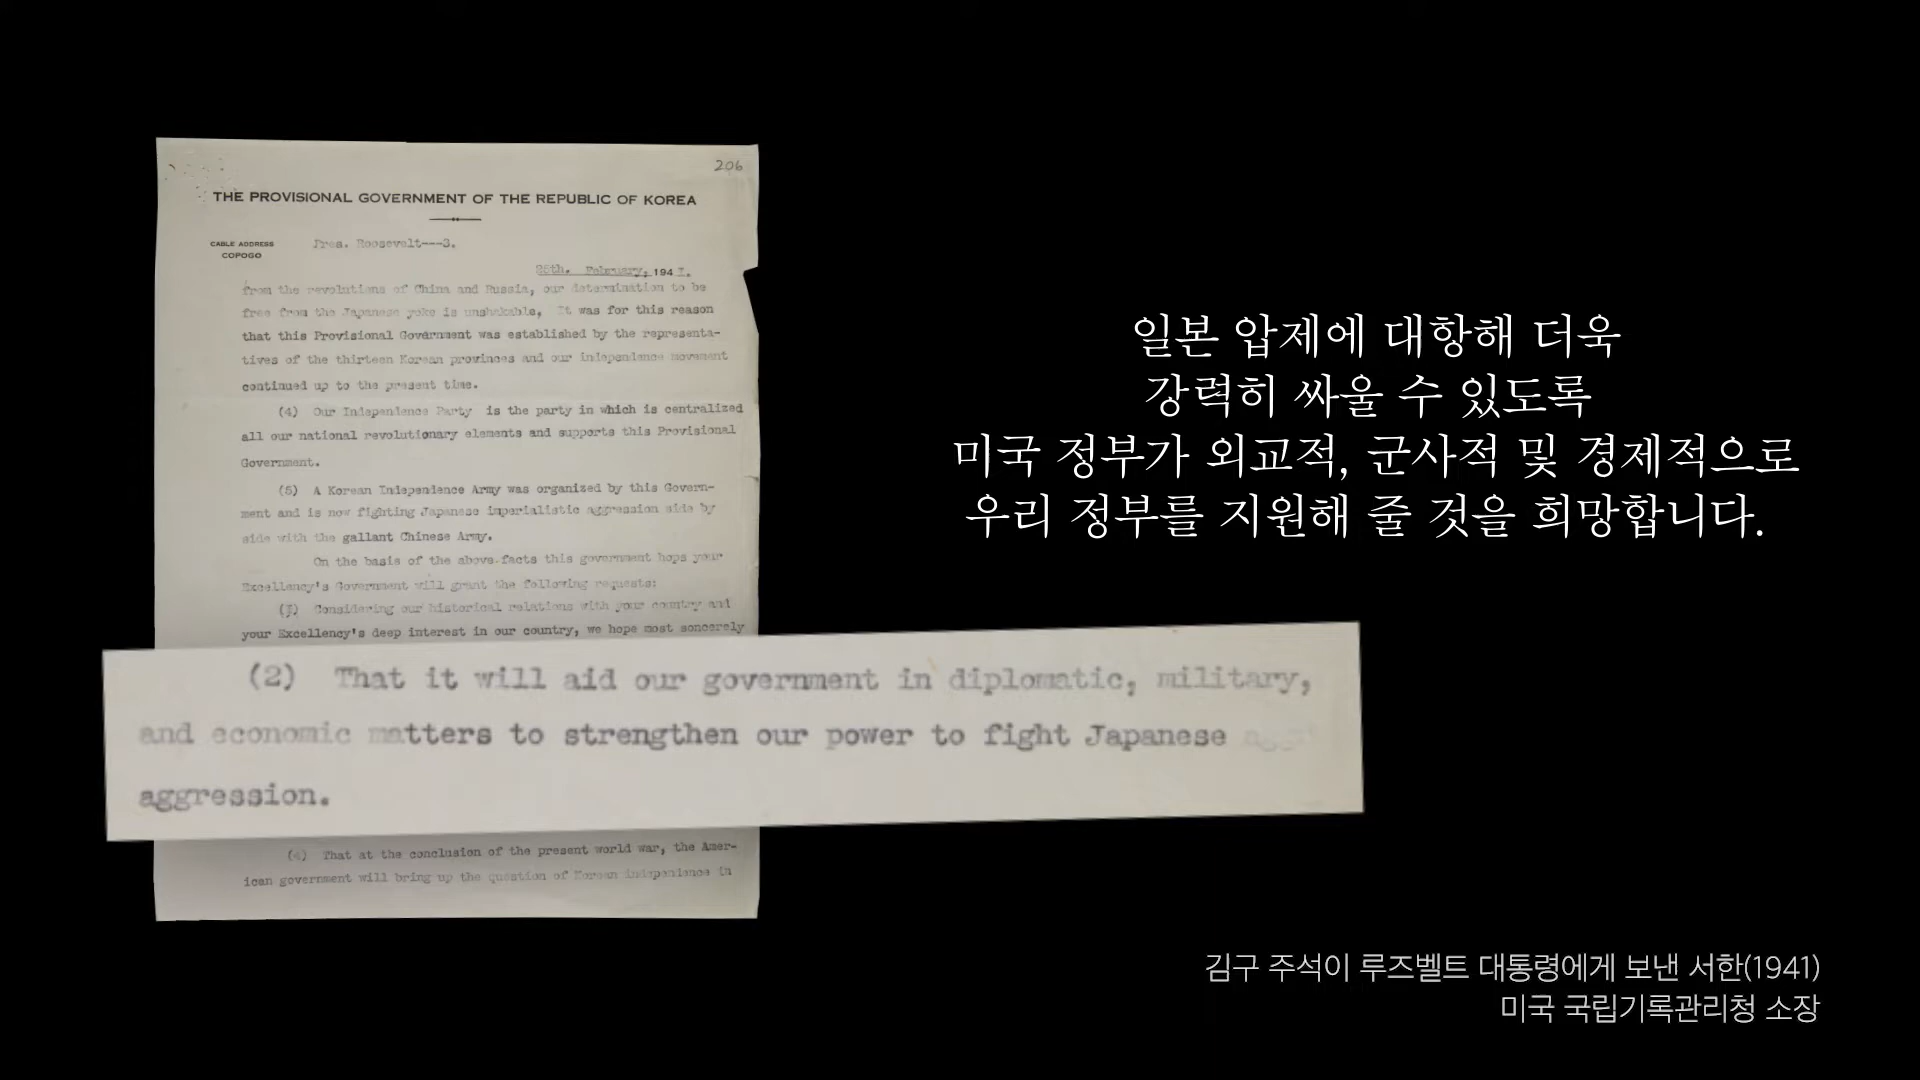 206
THE PROVISIONAL GOVERNMENT OF THE REPUBLIC OF KOREA
CABLE ADDRESS
COPOGO
Pres. Roosevelt---3.
25th. February, 194
from the revolutions of China and Russia, our determination to be
free from the Japanese yoke is unshakable, It was for this reason
that this Provisional Government was established by the representa-
tives of the thirteen Korean provinces and our independence movement
continued up to the present time.
(4) Our Independence Party is the party in which is centralized
all our national revolutionary elements and supports this Provisional
Government.
(5) A Korean Independence Army was organized by this Govern-
ment and is now fighting Japanese imperialistic aggression side by
side with the gallant Chinese Army.
On the basis of the above facts this government hops your
Excellency's Government will grant the following requests:
(1) Considering our historical relations with your country and
your Excellency's deep interest in our country, we hope most soncerely
(2) That it will aid our government in diplomatic, military,
and economic matters to strengthen our power to fight Japanese
aggression.
That at the conclusion of the present world war, the Amer-
ican government will bring up the question of Korean independence in
일본 압제에 대항해 더욱
강력히 싸울 수 있도록
미국 정부가 외교적, 군사적 및 경제적으로
우리 정부를 지원해 줄 것을 희망합니다.
김구 주석이 루즈벨트 대통령에게 보낸 서한(1941)
미국 국립기록관리청 소장